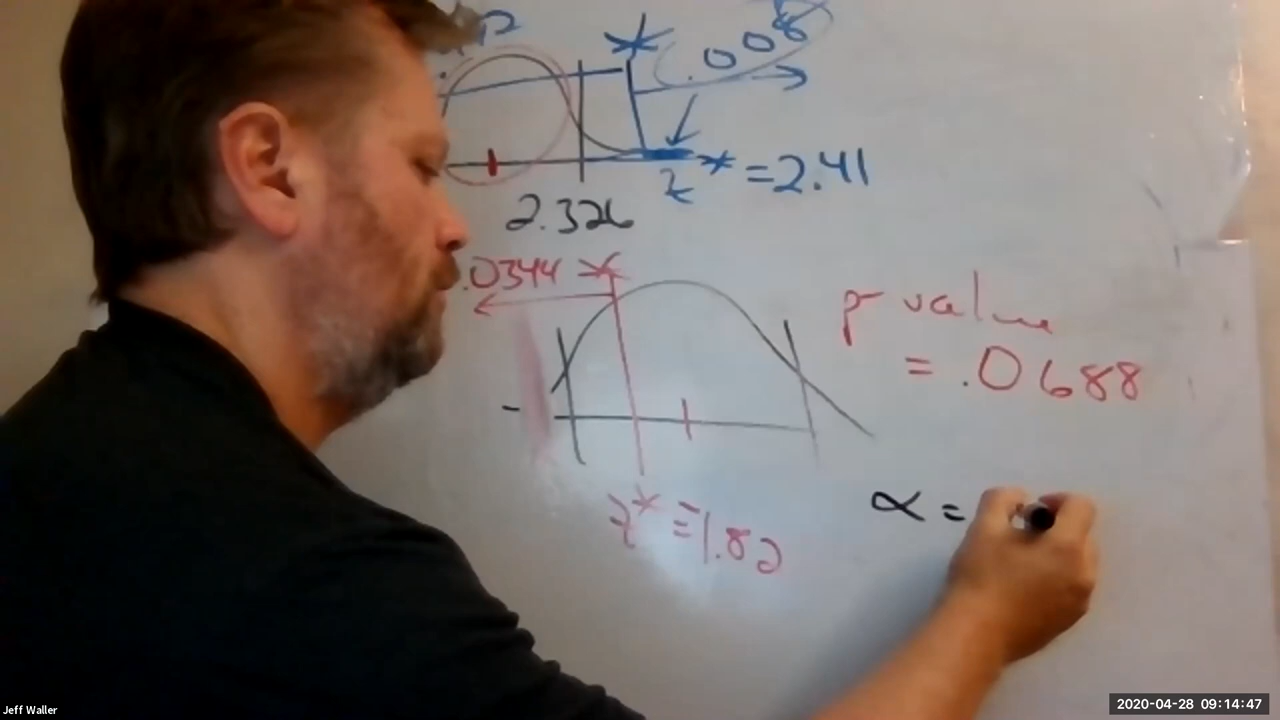 .008
z* = 2.41
2.326
.0344
p value
= .0688
z* = -1.82
α =
Jeff Waller
2020-04-28 09:14:47